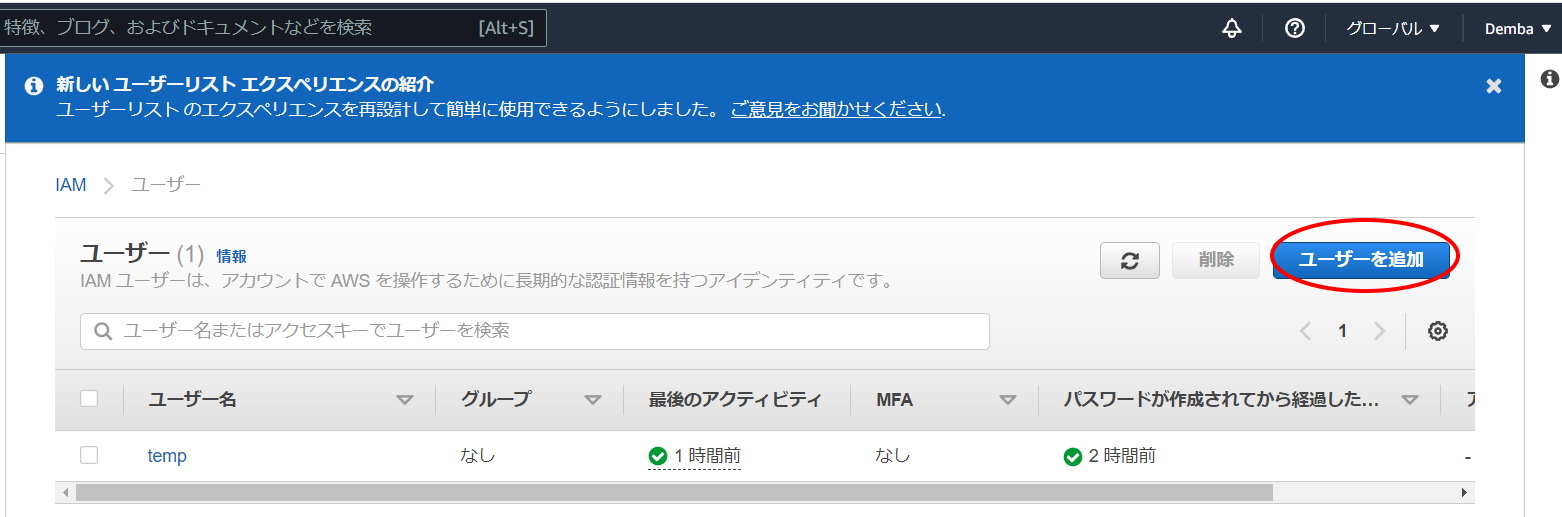 特徴、ブログ、およびドキュメントなどを検索 [Alt+S] グローバル ▼ Demba ▼
新しい ユーザーリスト エクスペリエンスの紹介
ユーザーリスト のエクスペリエンスを再設計して簡単に使用できるようにしました。 ご意見をお聞かせください.
IAM > ユーザー
ユーザー (1) 情報
IAM ユーザーは、アカウントで AWS を操作するために長期的な認証情報を持つアイデンティティです。
削除 ユーザーを追加
ユーザー名またはアクセスキーでユーザーを検索
< 1 >
ユーザー名 グループ 最後のアクティビティ MFA パスワードが作成されてから経過した...
temp なし 1 時間前 なし 2 時間前 -